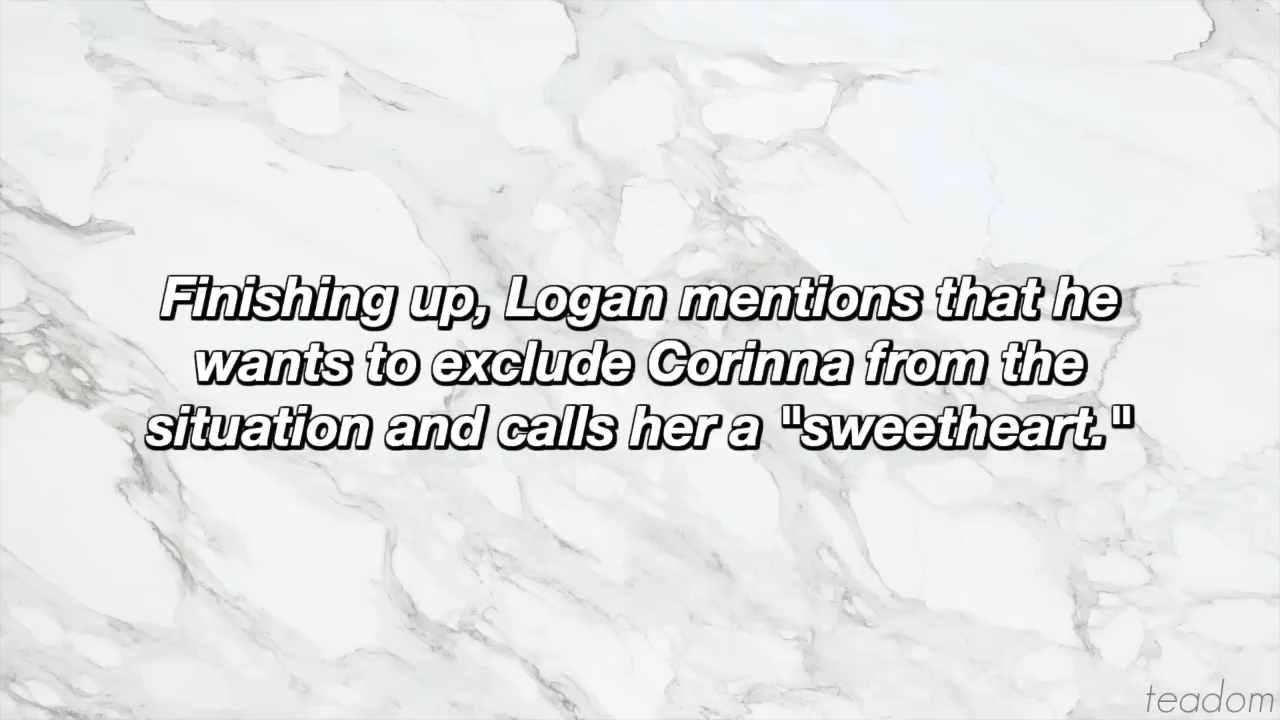 Finishing up, Logan mentions that he
wants to exclude Corinna from the
situation and calls her a "sweetheart."
teadom